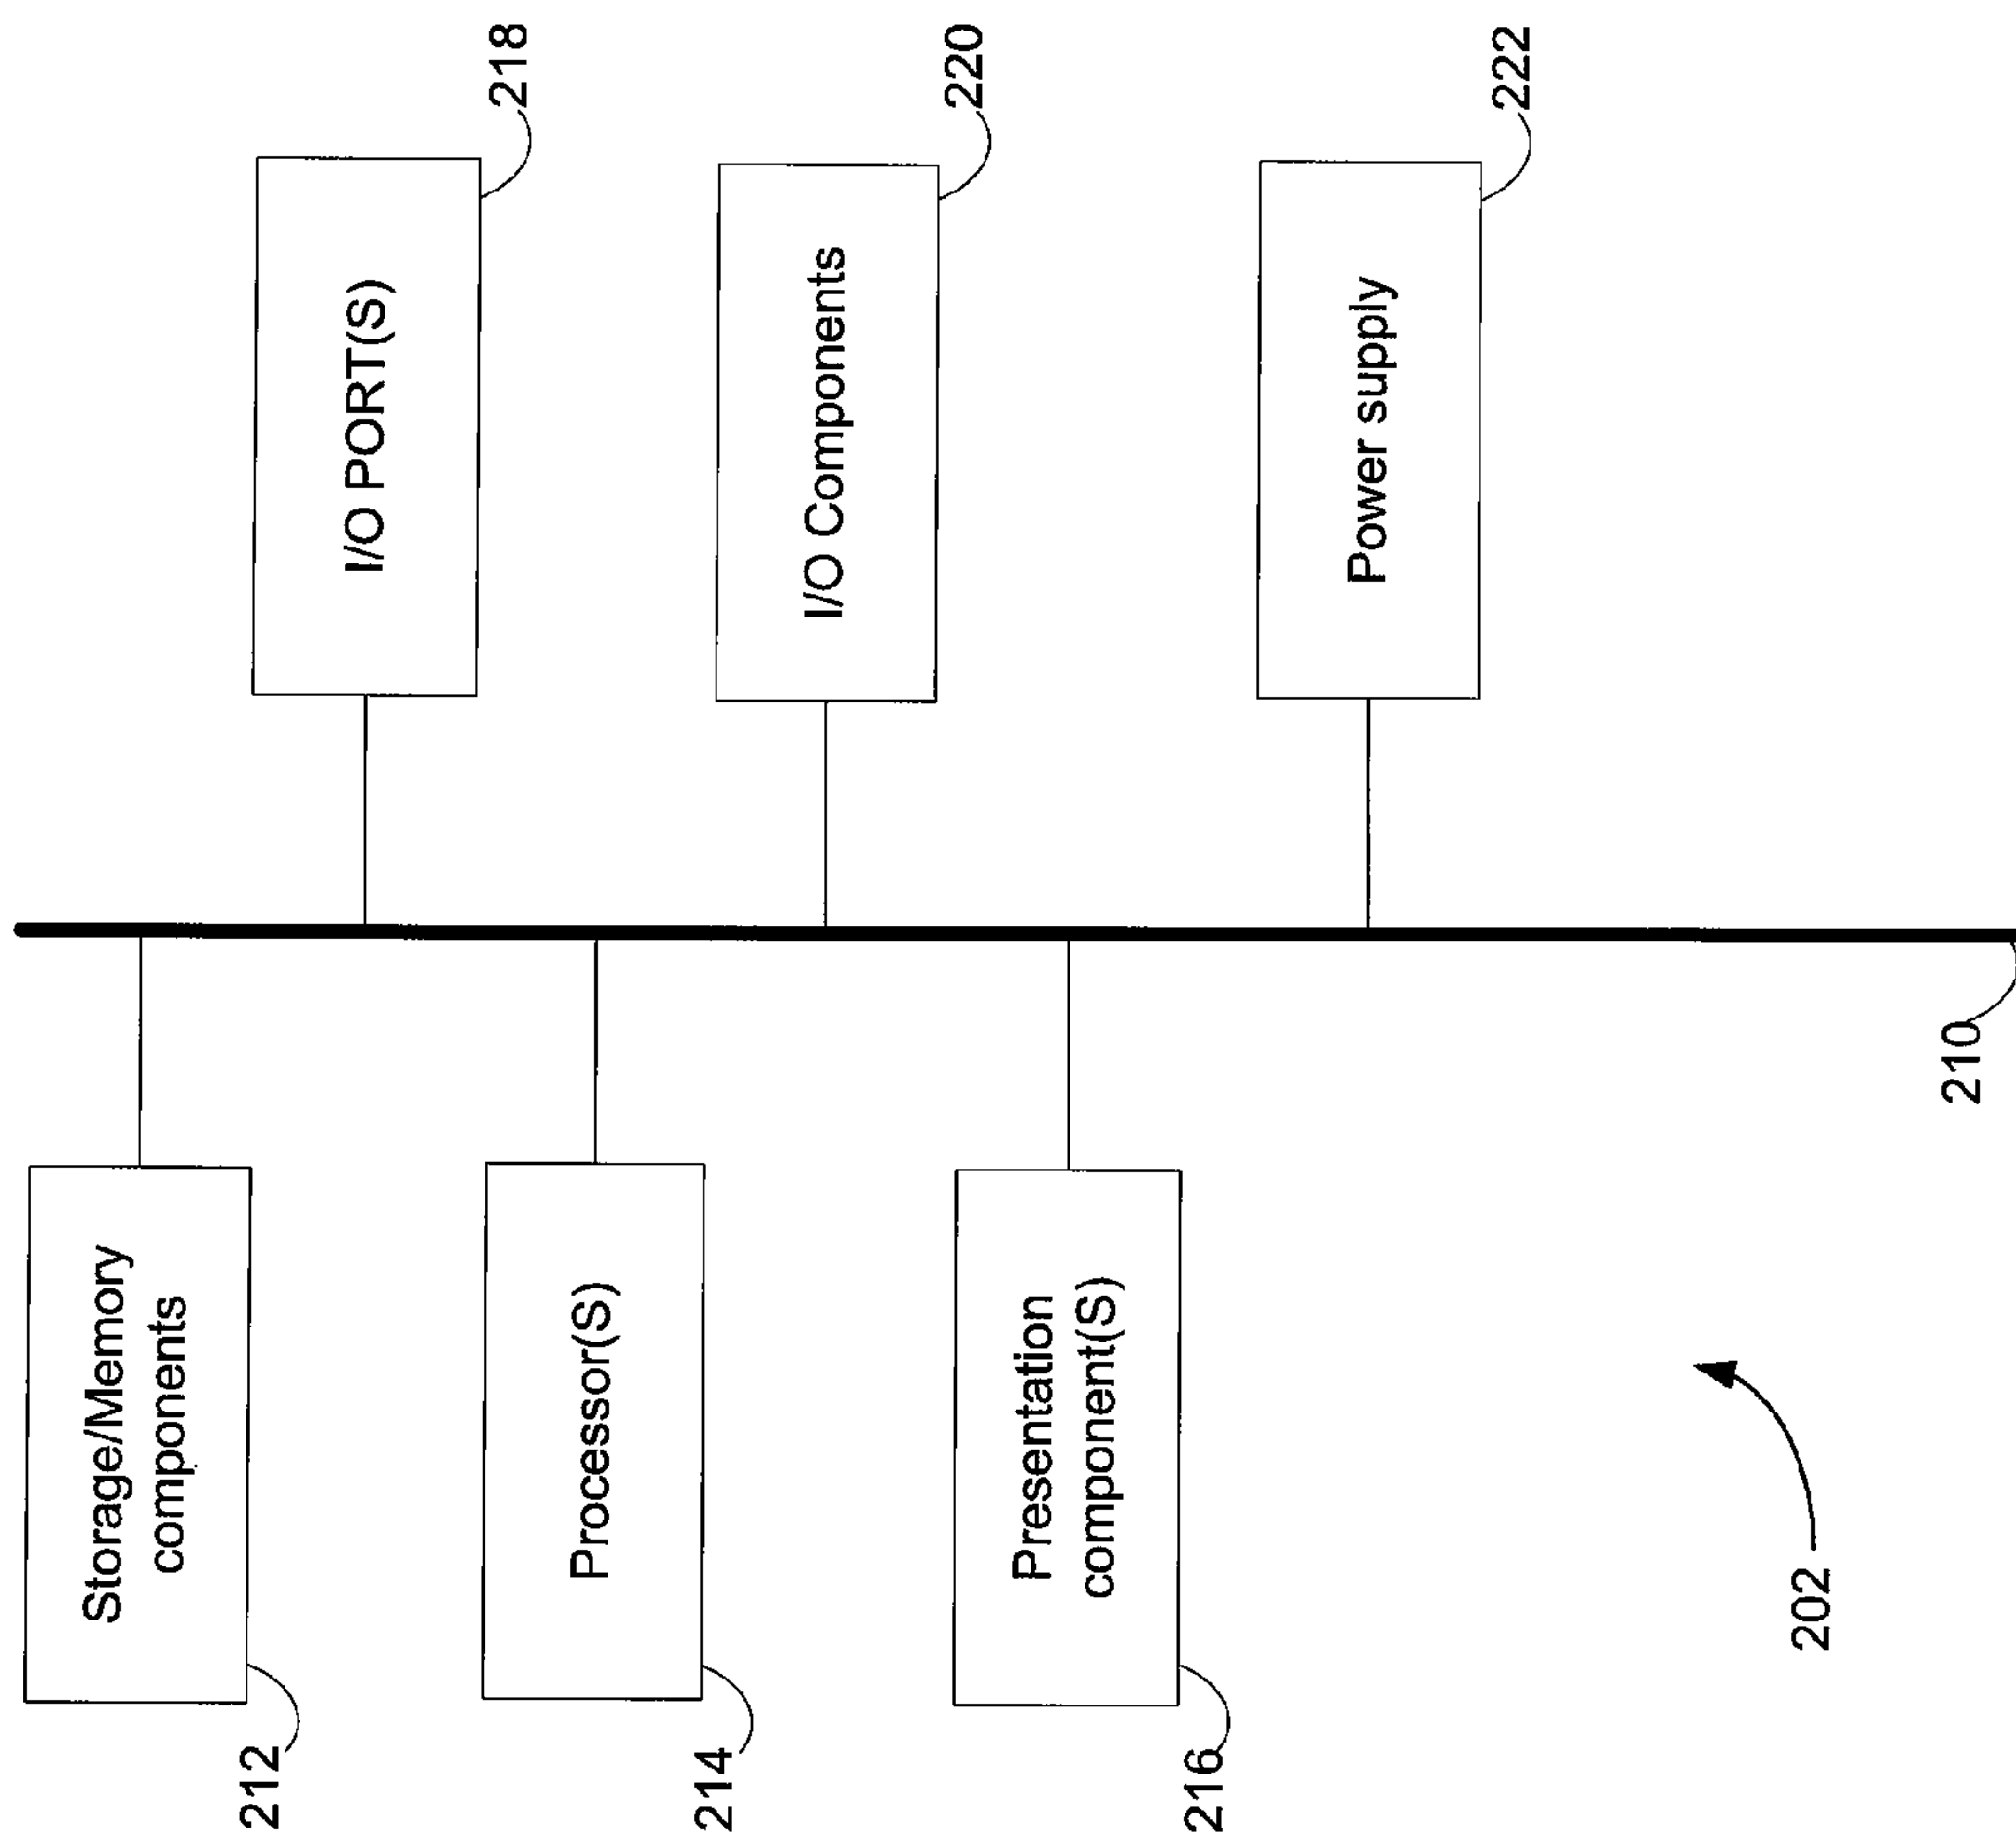 Storage/Memory
components
212
Processor(S)
214
Presentation
component(S)
216
I/O PORT(S)
218
I/O Components
220
Power supply
222
202
210